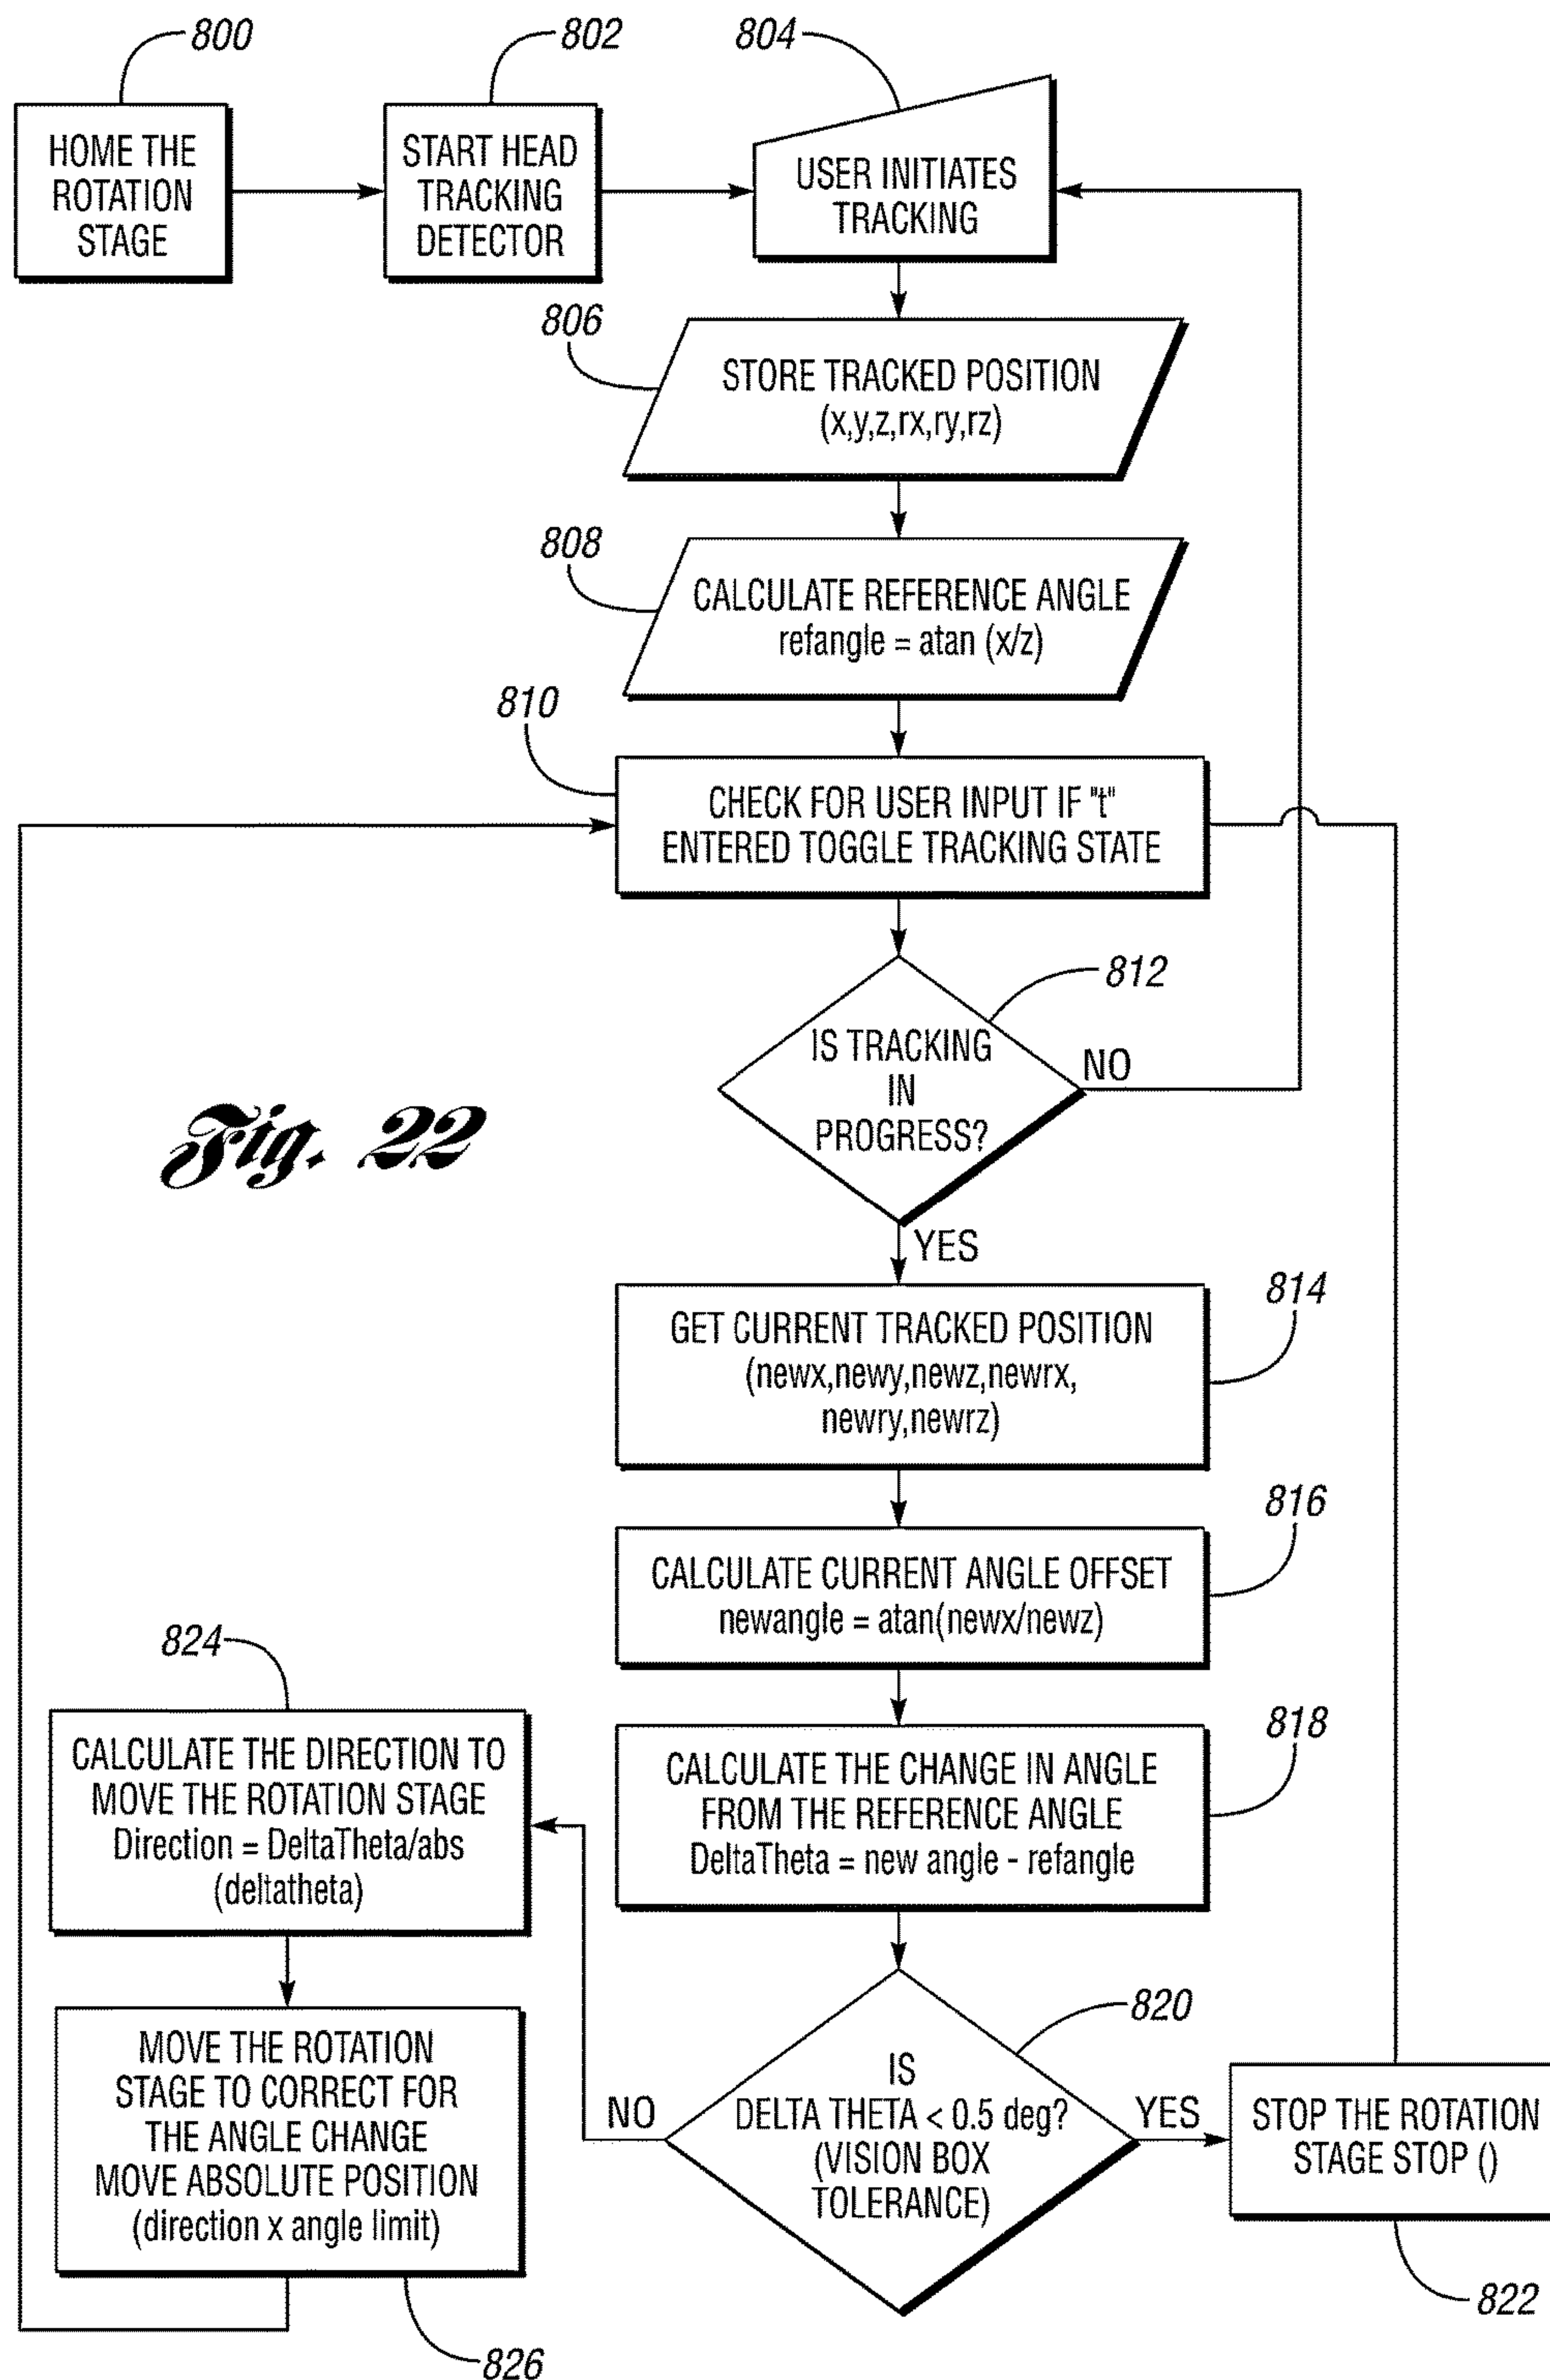 800
802
804
HOME THE
ROTATION
STAGE
START HEAD
TRACKING
DETECTOR
USER INITIATES
TRACKING
806
STORE TRACKED POSITION
(x,y,z,rx,ry,rz)
808
CALCULATE REFERENCE ANGLE
refangle = atan (x/z)
810
CHECK FOR USER INPUT IF "t"
ENTERED TOGGLE TRACKING STATE
812
IS TRACKING
IN
PROGRESS?
NO
YES
Fig. 22
814
GET CURRENT TRACKED POSITION
(newx,newy,newz,newrx,
newry,newrz)
816
CALCULATE CURRENT ANGLE OFFSET
newangle = atan(newx/newz)
818
CALCULATE THE CHANGE IN ANGLE
FROM THE REFERENCE ANGLE
DeltaTheta = new angle - refangle
824
CALCULATE THE DIRECTION TO
MOVE THE ROTATION STAGE
Direction = DeltaTheta/abs
(deltatheta)
820
IS
DELTA THETA < 0.5 deg?
(VISION BOX
TOLERANCE)
NO
YES
MOVE THE ROTATION
STAGE TO CORRECT FOR
THE ANGLE CHANGE
MOVE ABSOLUTE POSITION
(direction x angle limit)
826
STOP THE ROTATION
STAGE STOP ()
822